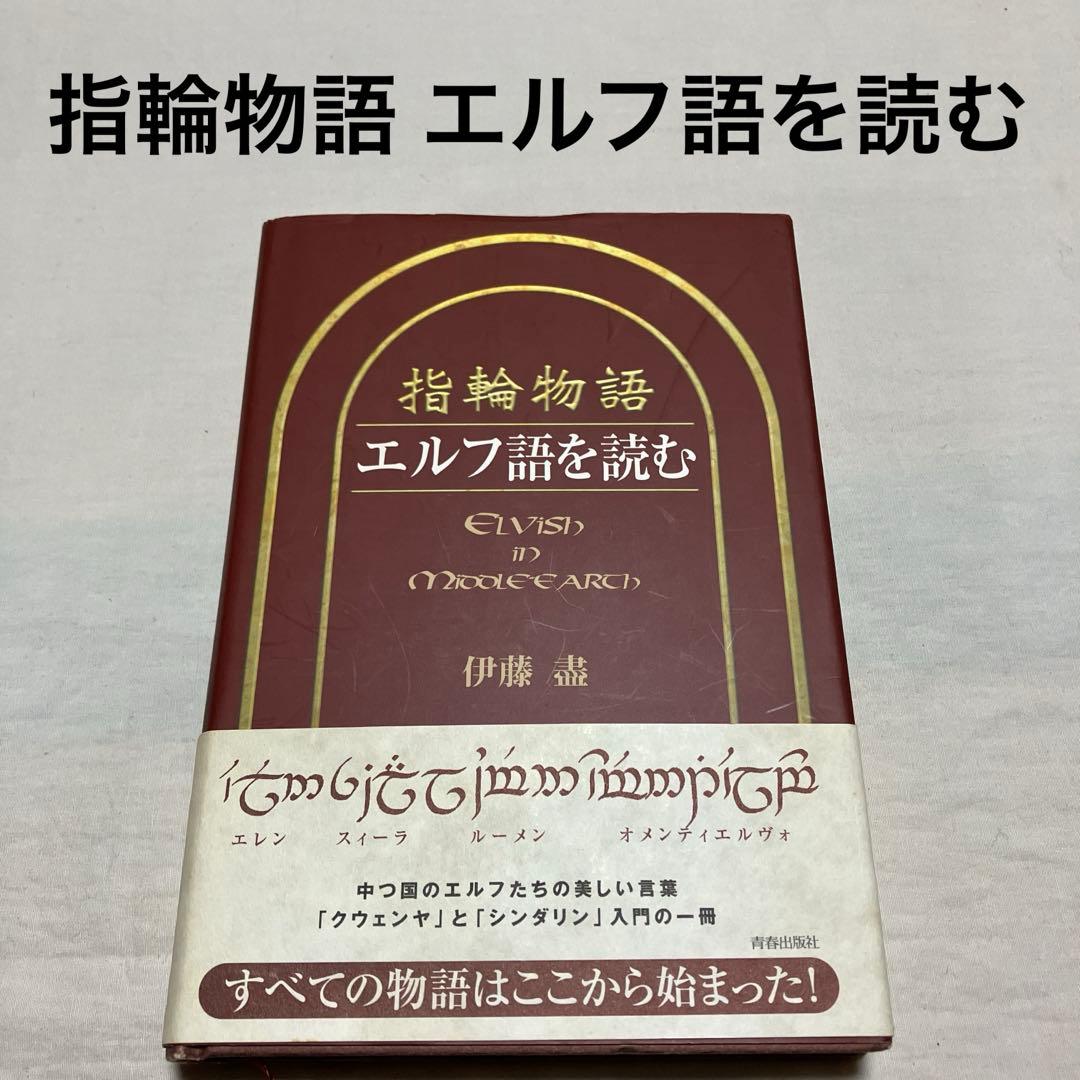 指輪物語 エルフ語を読む
指輪物語
エルフ語を読む
ELVISH
in
MIDDLE-EARTH
伊藤 盡
エレン スィーラ ルーメン オメンティエルヴォ
中つ国のエルフたちの美しい言葉
「クウェンヤ」と「シンダリン」入門の一冊
青春出版社
すべての物語はここから始まった!